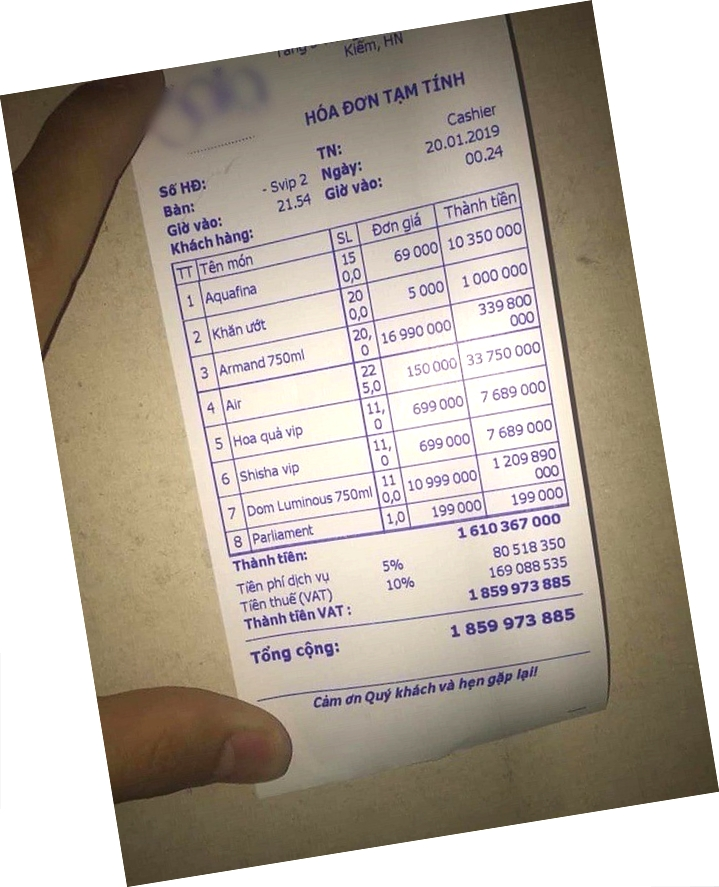 Kiếm, HN
HÓA ĐƠN TẠM TÍNH
Số HĐ: TN: Cashier
Bàn: - Svip 2 Ngày: 20.01.2019
Giờ vào: 21.54 Giờ vào: 00.24
Khách hàng:
TT Tên món SL Đơn giá Thành tiền
1 Aquafina 15 0,0 69 000 10 350 000
2 Khăn ướt 20 0,0 5 000 1 000 000
3 Armand 750ml 20, 0 16 990 000 339 800 000
4 Air 22 5,0 150 000 33 750 000
5 Hoa quả vip 11, 0 699 000 7 689 000
6 Shisha vip 11, 0 699 000 7 689 000
7 Dom Luminous 750ml 11 0,0 10 999 000 1 209 890 000
8 Parliament 1,0 199 000 199 000
Thành tiền: 1 610 367 000
Tiền phí dịch vụ 5% 80 518 350
Tiền thuế (VAT) 10% 169 088 535
Thành tiền VAT : 1 859 973 885
Tổng cộng: 1 859 973 885
Cảm ơn Quý khách và hẹn gặp lại!